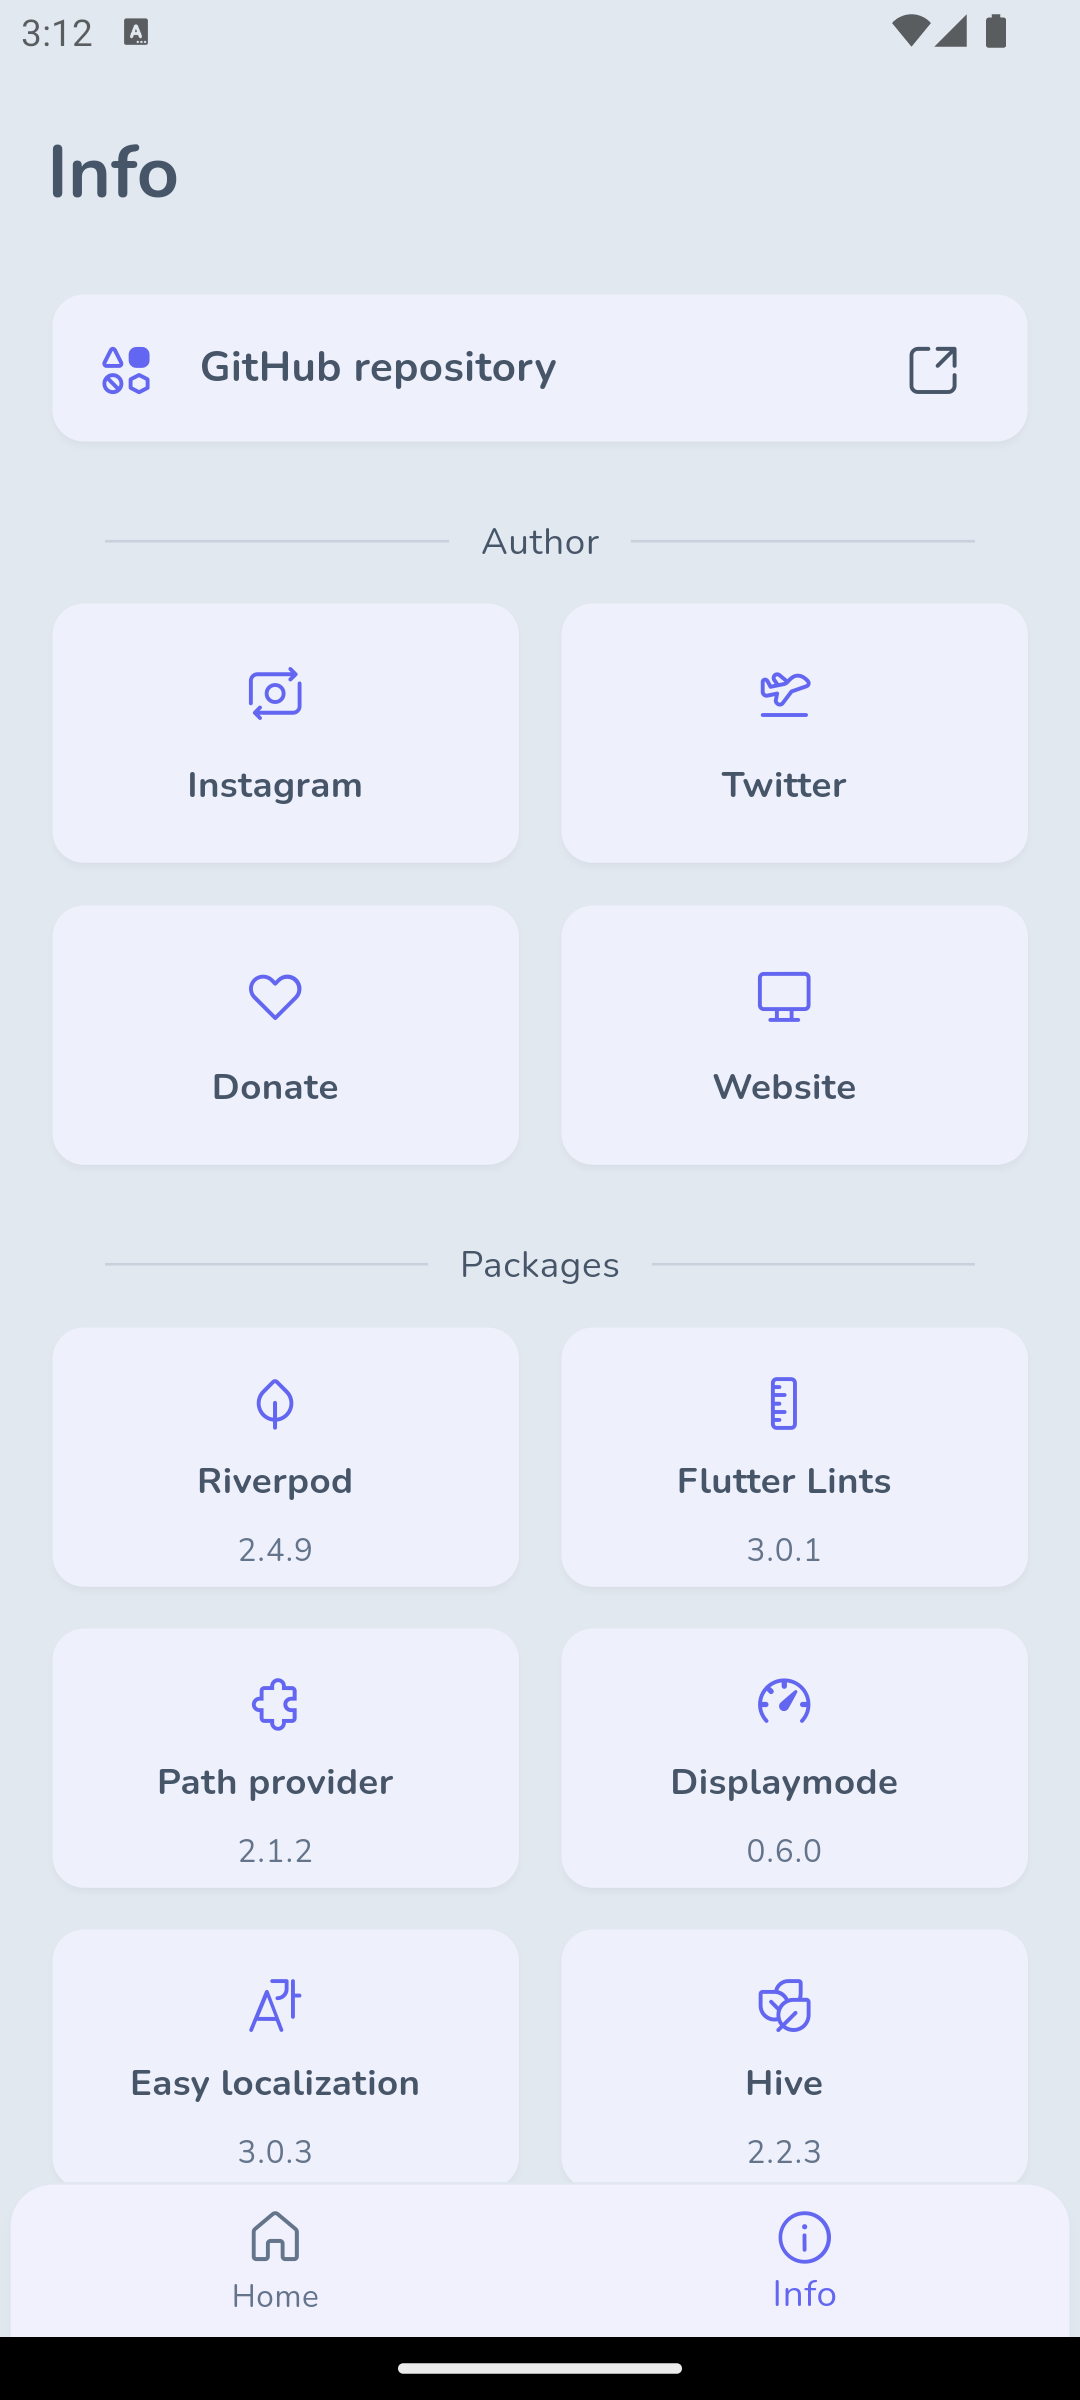 3:12
Info
GitHub repository
Author
Instagram
Twitter
Donate
Website
Packages
Riverpod
Flutter Lints
2.4.9
3.0.1
Path provider
Displaymode
2.1.2
0.6.0
Easy localization
Hive
3.0.3
2.2.3
Home
Info